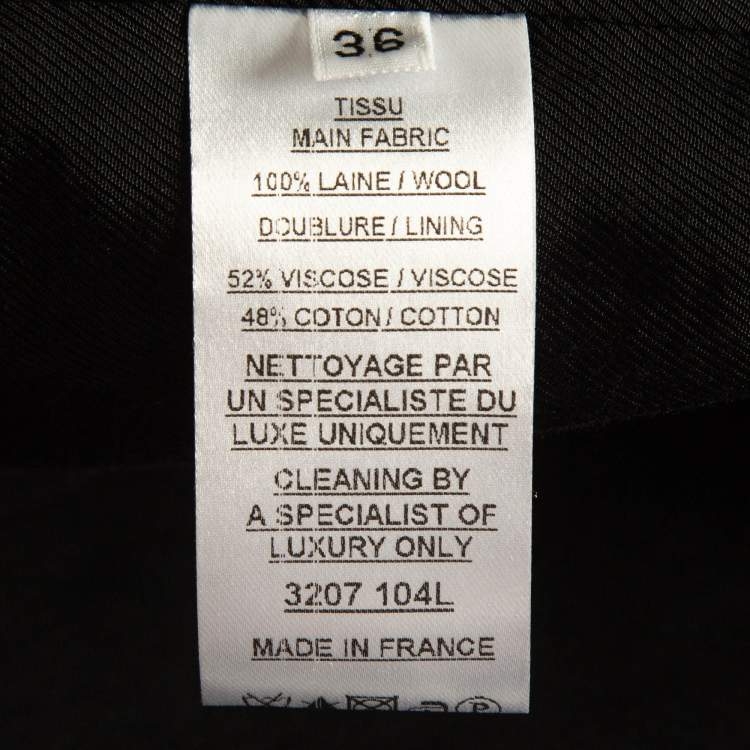 36
TISSU
MAIN FABRIC
100% LAINE / WOOL
DOUBLURE / LINING
52% VISCOSE / VISCOSE
48% COTON / COTTON
NETTOYAGE PAR
UN SPECIALISTE DU
LUXE UNIQUEMENT
CLEANING BY
A SPECIALIST OF
LUXURY ONLY
3207 104L
MADE IN FRANCE
P